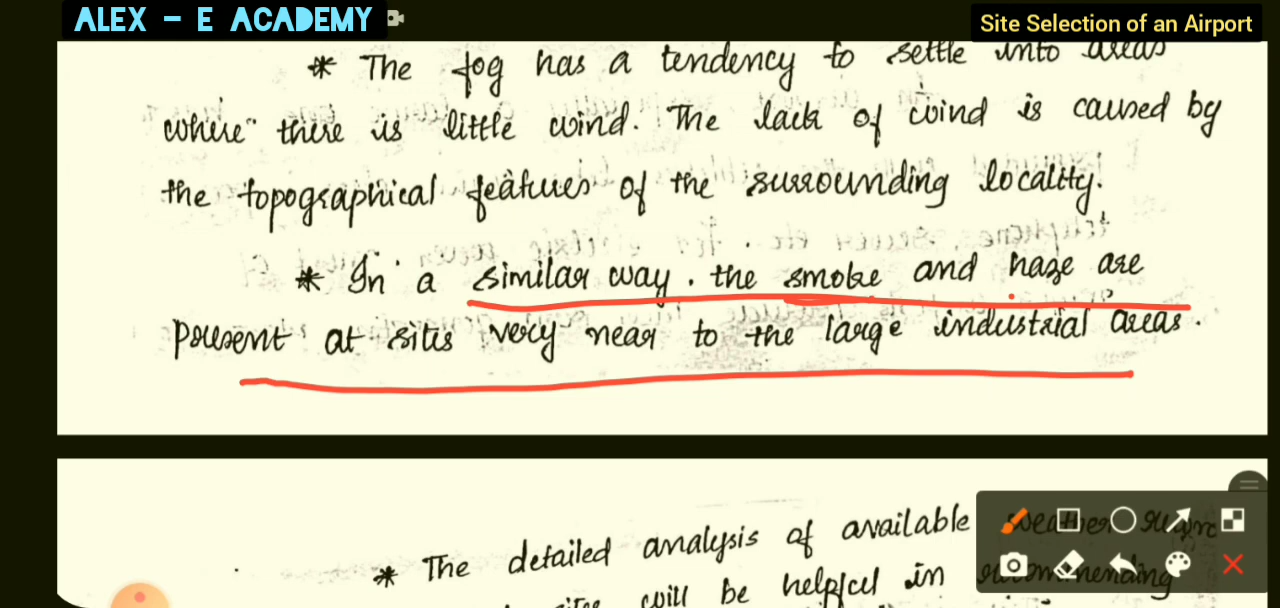 ALEX - E ACADEMY
Site Selection of an Airport
* The fog has a tendency to settle into areas
where there is little wind. The lack of wind is caused by
the topographical features of the surrounding locality.
* In a similar way. the smoke and haze are
present at sites very near to the large industrial areas.
* The detailed analysis of available weather
sites will be helpful in recommending